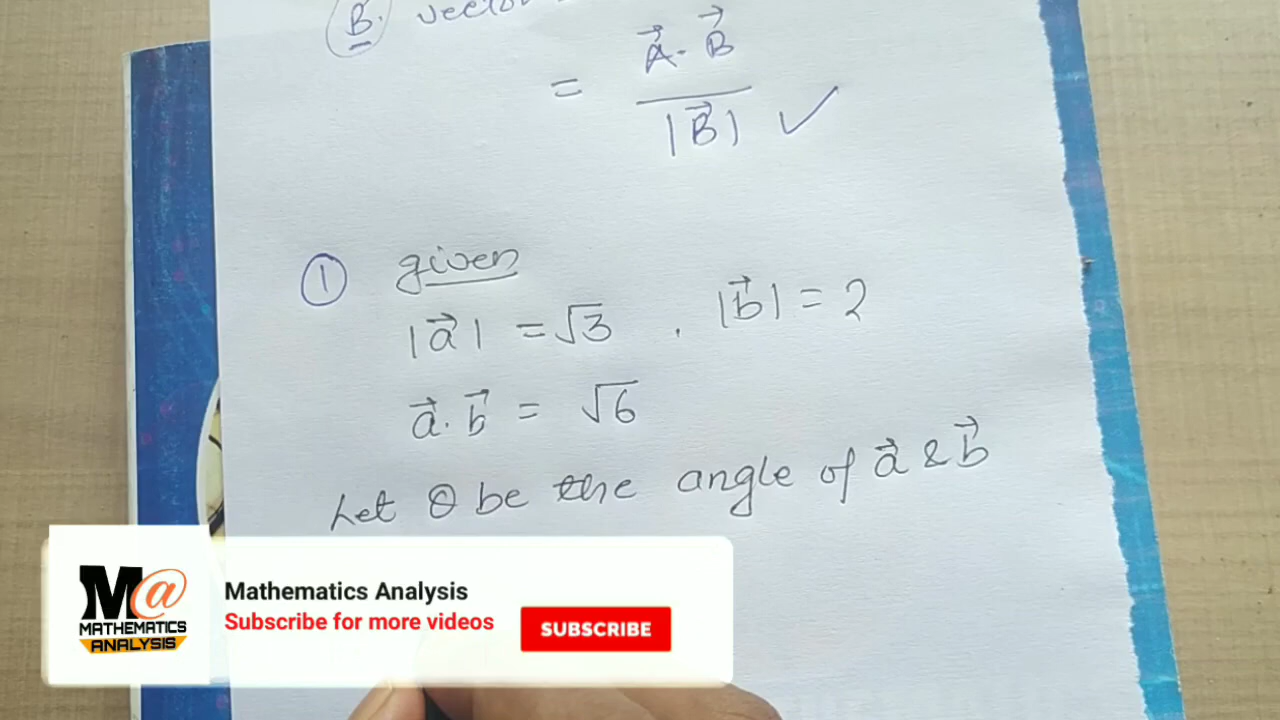 B. vector
= A⃗ . B⃗ / |B⃗| ✓
① given
|a⃗| = √3 , |b⃗| = 2
a⃗ . b⃗ = √6
Let θ be the angle of a⃗ & b⃗
M@
MATHEMATICS
ANALYSIS
Mathematics Analysis
Subscribe for more videos
SUBSCRIBE